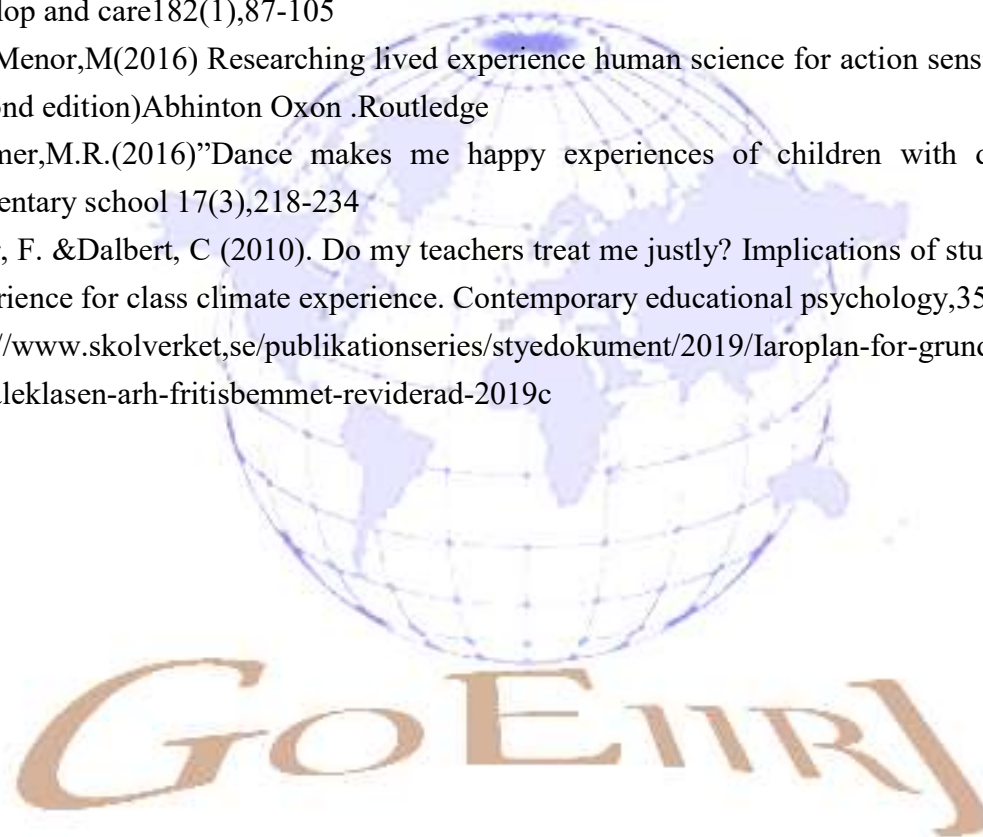 lop and care182(1),87-105
Menor,M(2016) Researching lived experience human science for action sens
nd edition)Abhinton Oxon .Routledge
mer,M.R.(2016)”Dance makes me happy experiences of children with d
entary school 17(3),218-234
, F. &Dalbert, C (2010). Do my teachers treat me justly? Implications of stu
rience for class climate experience. Contemporary educational psychology,35
//www.skolverket,se/publikationseries/styedokument/2019/Iaroplan-for-grund
leklasen-arh-fritisbemmet-reviderad-2019c
GOEIIRJ